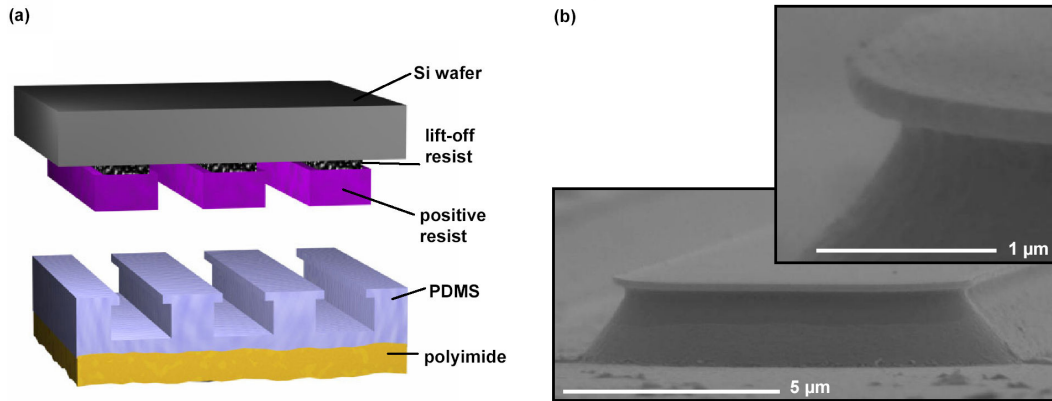 (a)
Si wafer
lift-off
resist
positive
resist
PDMS
polyimide
(b)
1 µm
5 µm